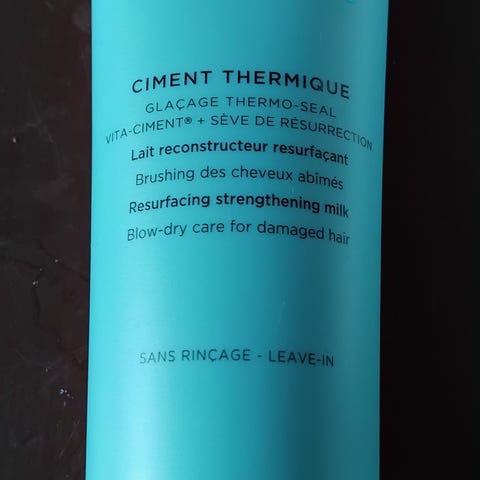 CIMENT THERMIQUE
GLAÇAGE THERMO-SEAL
VITA-CIMENT® + SÈVE DE RÉSURRECTION
Lait reconstructeur resurfaçant
Brushing des cheveux abîmés
Resurfacing strengthening milk
Blow-dry care for damaged hair
SANS RINÇAGE - LEAVE-IN